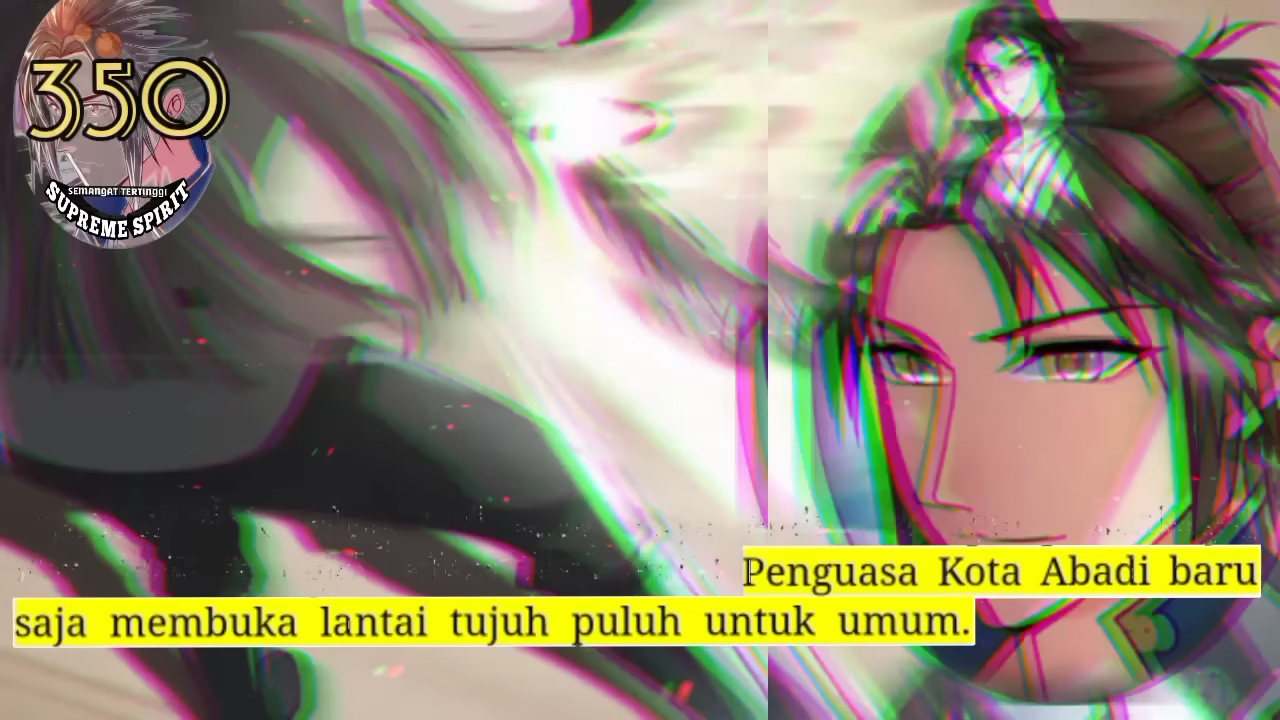 350
SEMANGAT TERTINGGI
SUPREME SPIRIT
Penguasa Kota Abadi baru
saja membuka lantai tujuh puluh untuk umum.